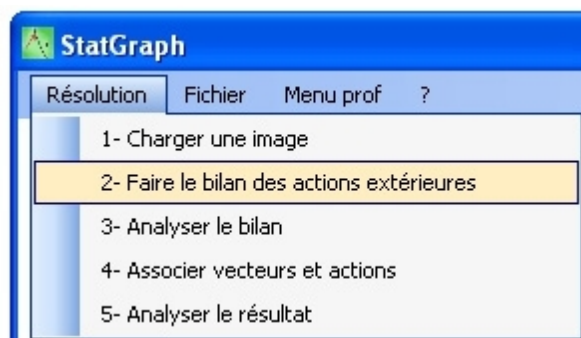 StatGraph
Résolution Fichier Menu prof ?
1- Charger une image
2- Faire le bilan des actions extérieures
3- Analyser le bilan
4- Associer vecteurs et actions
5- Analyser le résultat